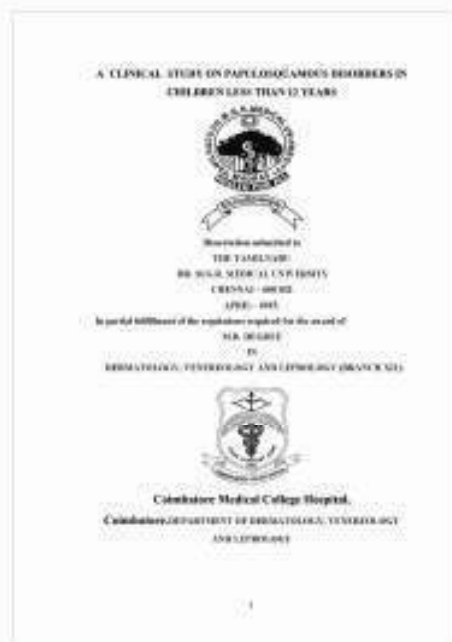 A CLINICAL STUDY ON PAPULOSQUAMOUS DISORDERS IN
CHILDREN LESS THAN 12 YEARS
Dissertation submitted to
THE TAMILNADU
DR. M.G.R. MEDICAL UNIVERSITY
CHENNAI - 600 032
APRIL -
In partial fulfillment of the regulations required for the award of
M.D. DEGREE
IN
DERMATOLOGY, VENEREOLOGY AND LEPROLOGY (BRANCH XII)
Coimbatore Medical College Hospital,
Coimbatore.DEPARTMENT OF DERMATOLOGY, VENEREOLOGY
AND LEPROLOGY
1